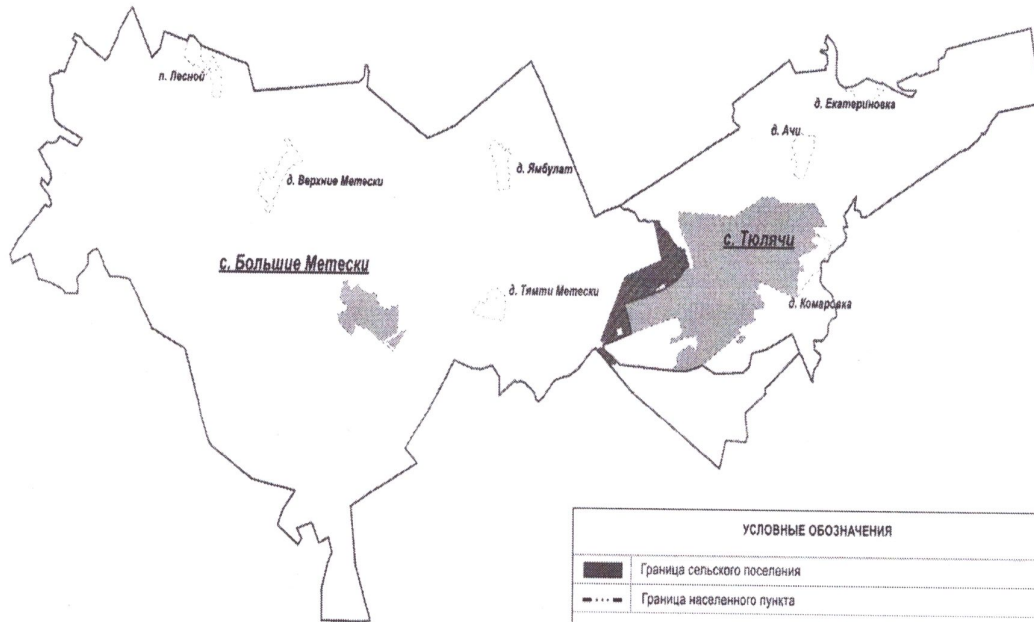 п. Лесной
д. Екатериновка
д. Ачи
д. Ямбулат
д. Верхние Метески
с. Тюлячи
с. Большие Метески
д. Тямти Метески
д. Комаровка
УСЛОВНЫЕ ОБОЗНАЧЕНИЯ
Граница сельского поселения
Граница населенного пункта